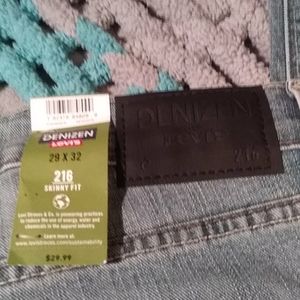 DENIZEN
LEVI'S
29 X 32
216
SKINNY FIT
Levi Strauss & Co. is pioneering practices
to reduce the use of energy, water and
chemicals in the apparel industry.
Learn more at:
www.levistrauss.com/sustainability
$29.99
DENIZEN
LEVI'S
216